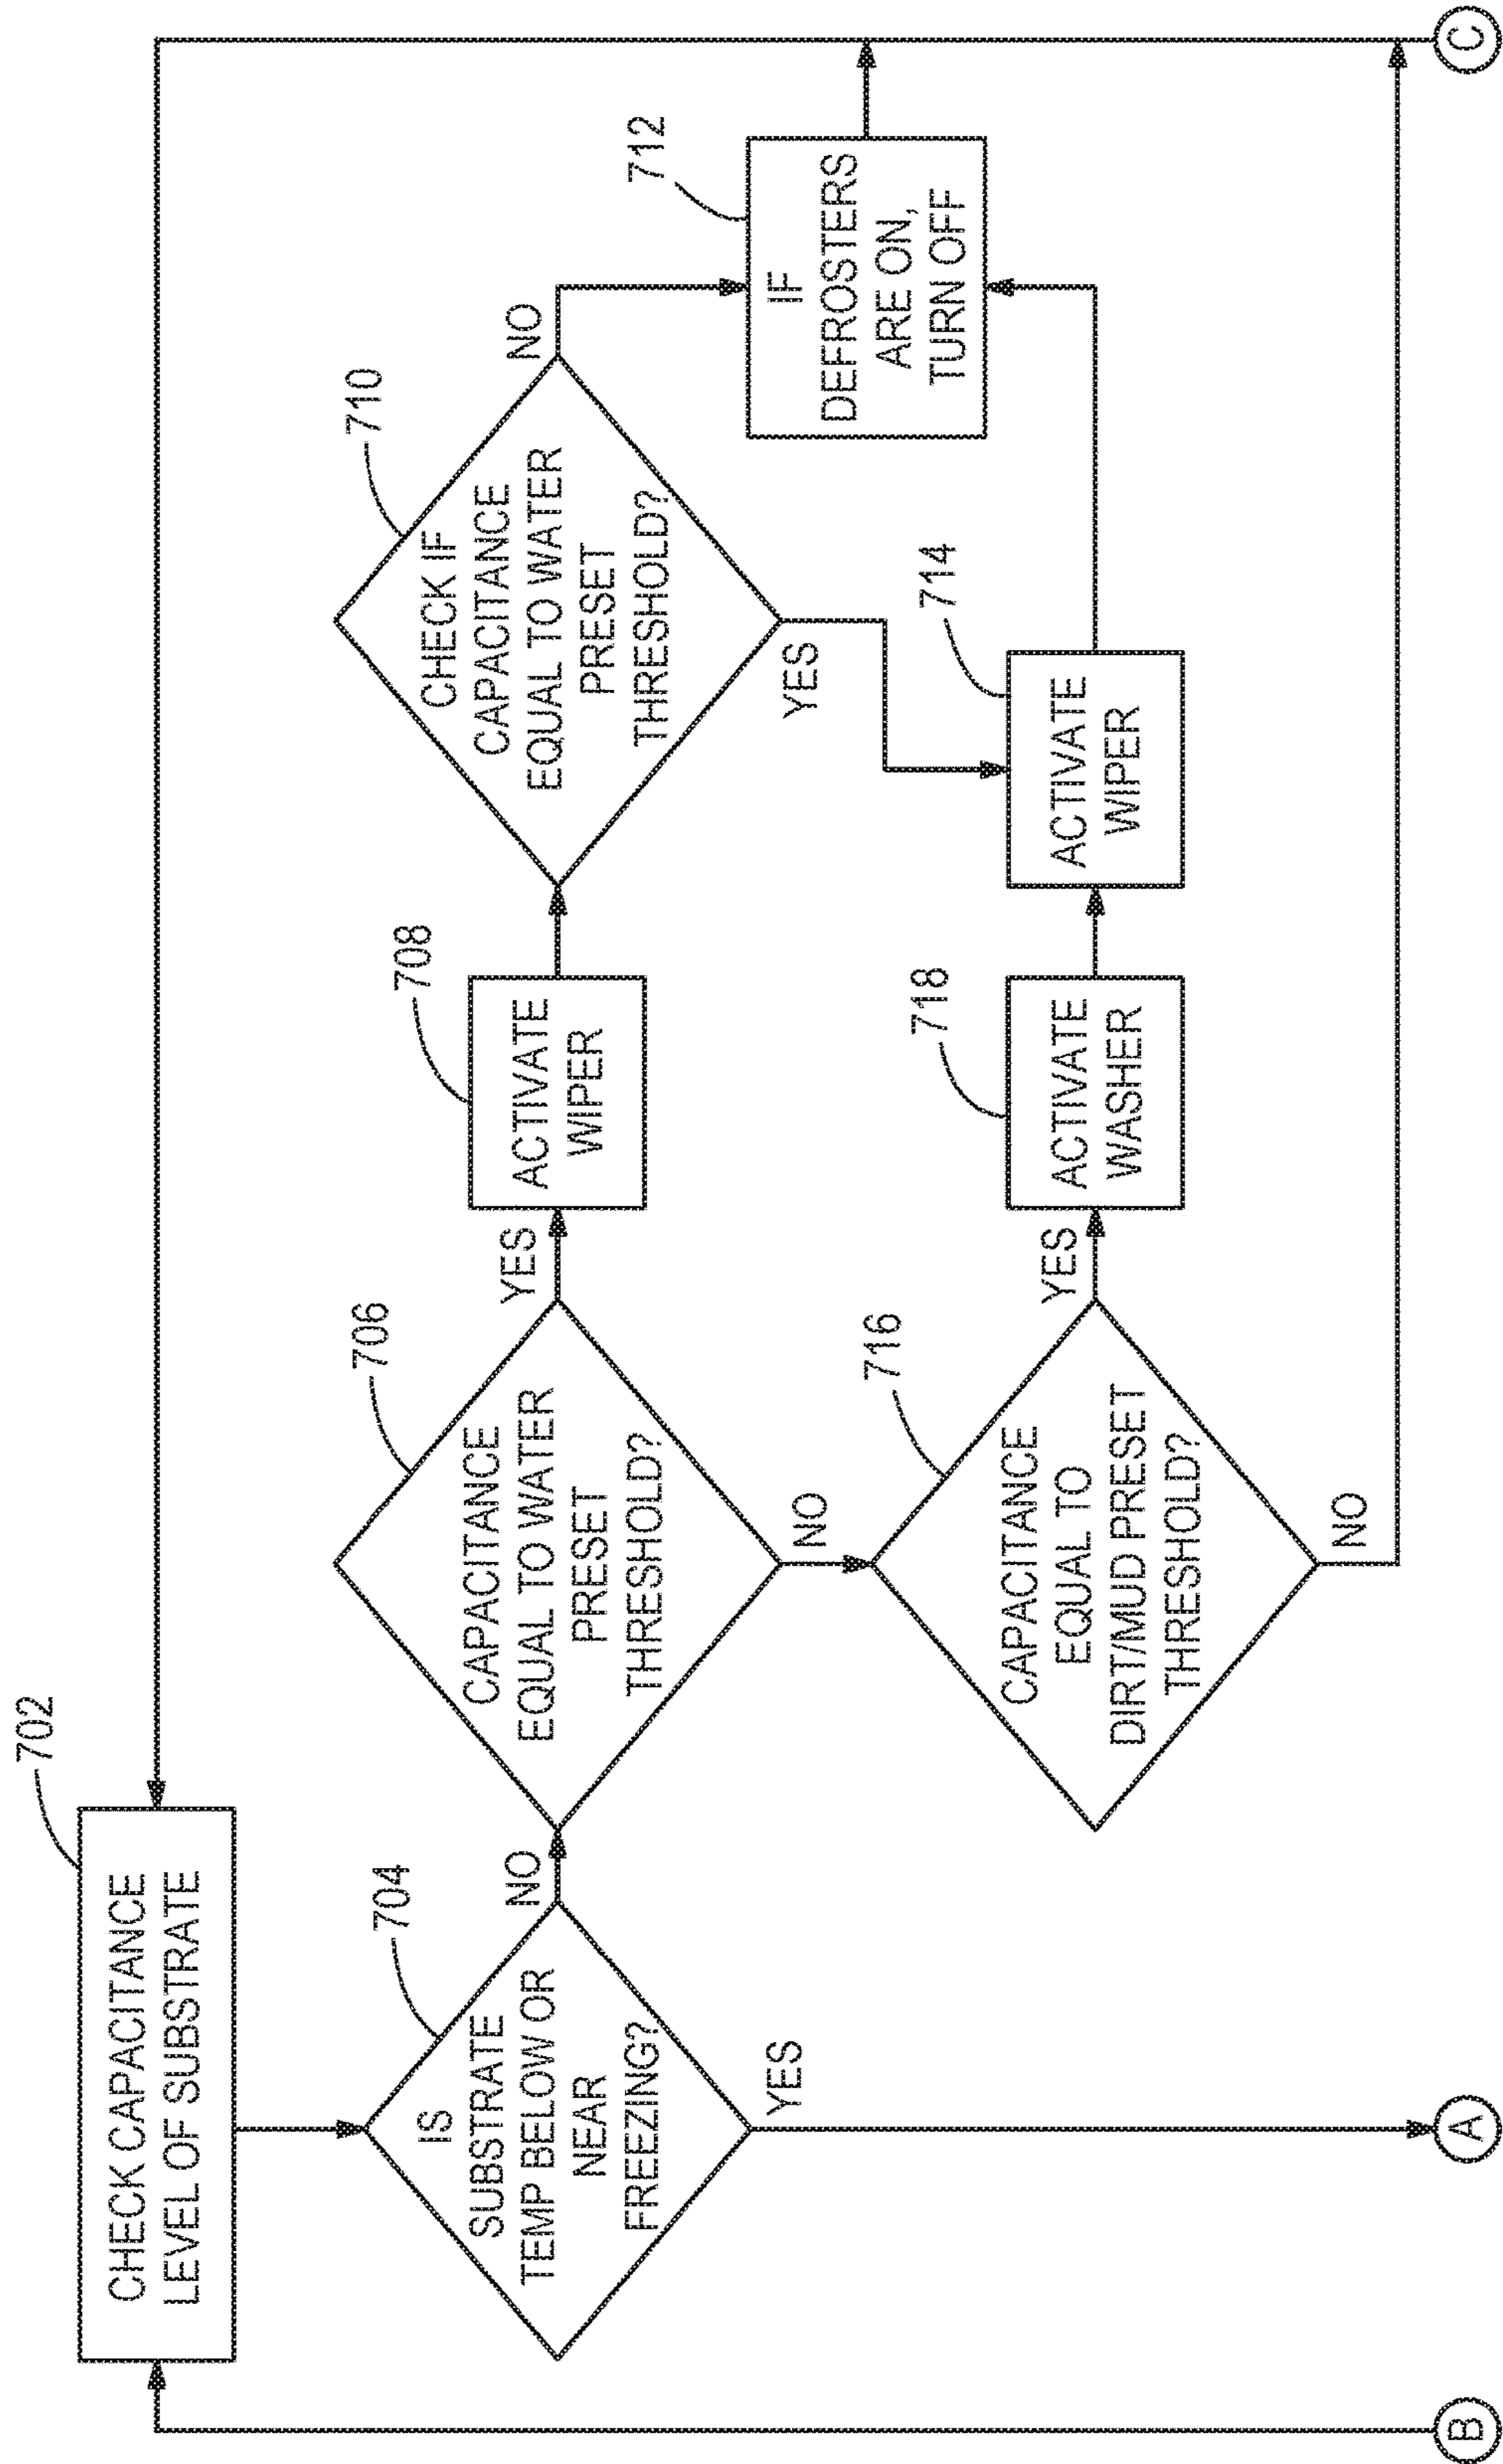 702
CHECK CAPACITANCE
LEVEL OF SUBSTRATE
704
IS
SUBSTRATE
TEMP BELOW OR
NEAR
FREEZING?
NO
YES
706
CAPACITANCE
EQUAL TO WATER
PRESET
THRESHOLD?
YES
NO
708
ACTIVATE
WIPER
710
CHECK IF
CAPACITANCE
EQUAL TO WATER
PRESET
THRESHOLD?
NO
YES
712
IF
DEFROSTERS
ARE ON,
TURN OFF
716
CAPACITANCE
EQUAL TO
DIRT/MUD PRESET
THRESHOLD?
YES
NO
718
ACTIVATE
WASHER
714
ACTIVATE
WIPER
B
A
C